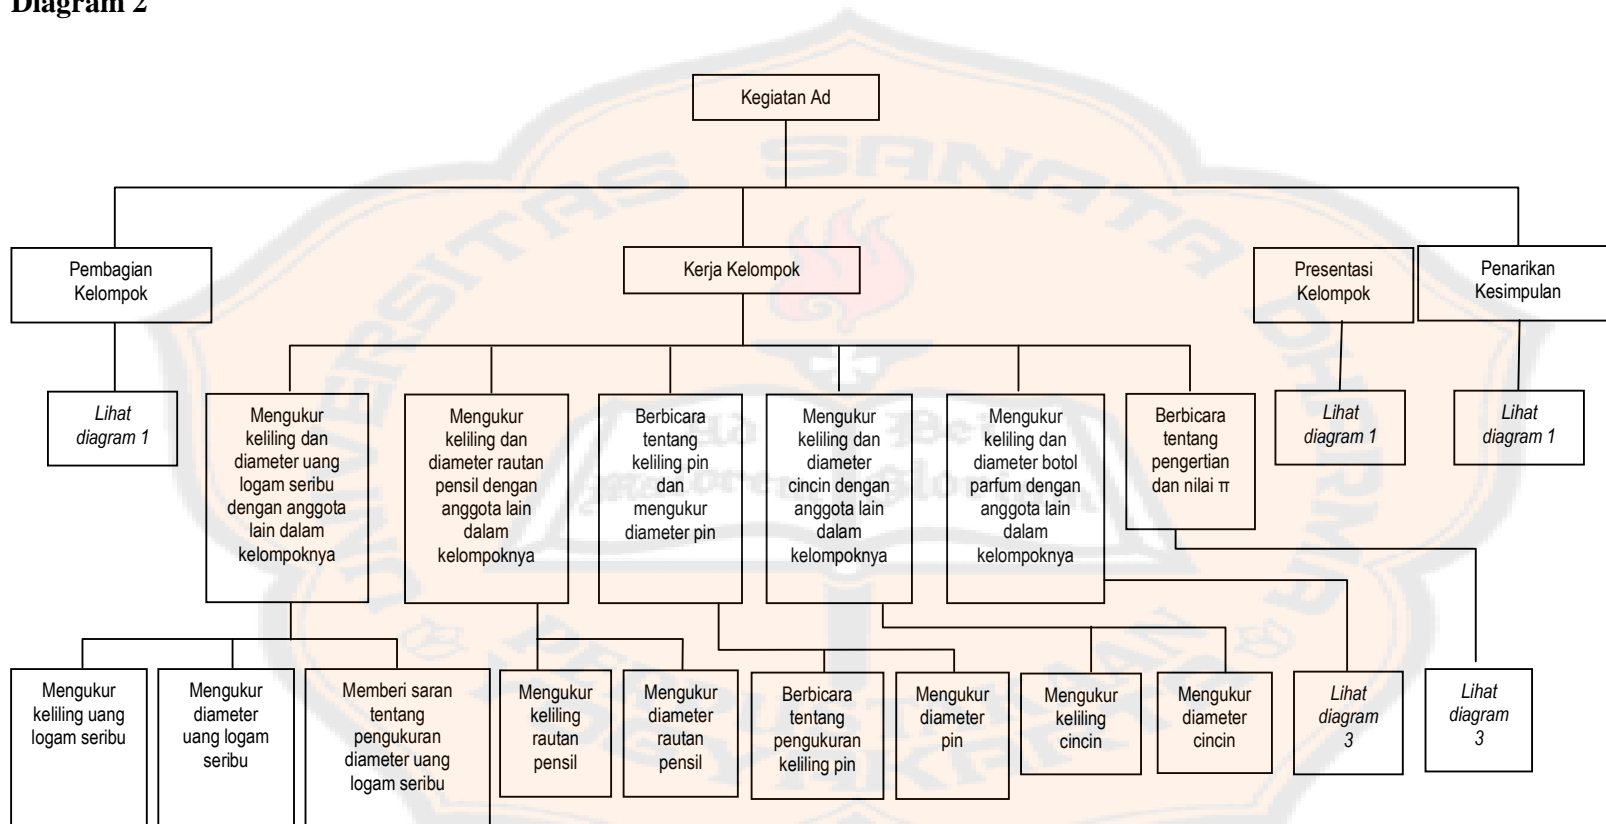 Diagram 2
Kegiatan Ad
Pembagian
Kelompok
Kerja Kelompok
Presentasi
Kelompok
Penarikan
Kesimpulan
Lihat
diagram 1
Mengukur
keliling dan
diameter uang
logam seribu
dengan anggota
lain dalam
kelompoknya
Mengukur
keliling dan
diameter rautan
pensil dengan
anggota lain
dalam
kelompoknya
Berbicara
tentang
keliling pin
dan
mengukur
diameter pin
Mengukur
keliling dan
diameter
cincin dengan
anggota lain
dalam
kelompoknya
Mengukur
keliling dan
diameter botol
parfum dengan
anggota lain
dalam
kelompoknya
Berbicara
tentang
pengertian
dan nilai π
Lihat
diagram 1
Lihat
diagram 1
Mengukur
keliling uang
logam seribu
Mengukur
diameter
uang logam
seribu
Memberi saran
tentang
pengukuran
diameter uang
logam seribu
Mengukur
keliling
rautan
pensil
Mengukur
diameter
rautan
pensil
Berbicara
tentang
pengukuran
keliling pin
Mengukur
diameter
pin
Mengukur
keliling
cincin
Mengukur
diameter
cincin
Lihat
diagram
3
Lihat
diagram
3
UNIVERSITAS SANATA DHARMA
PERPUSTAKAAN